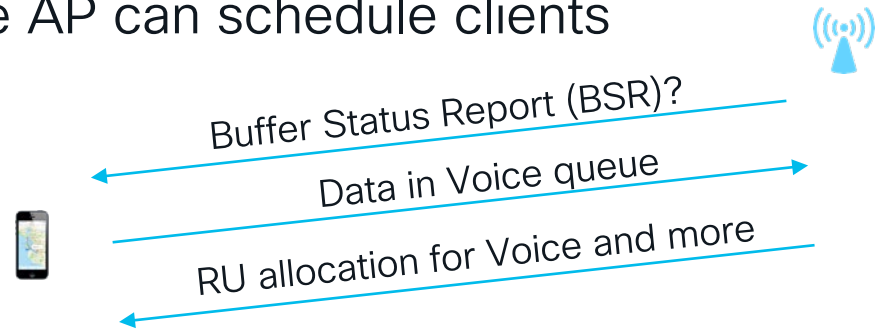 e AP can schedule clients
Buffer Status Report (BSR)?
Data in Voice queue
RU allocation for Voice and more